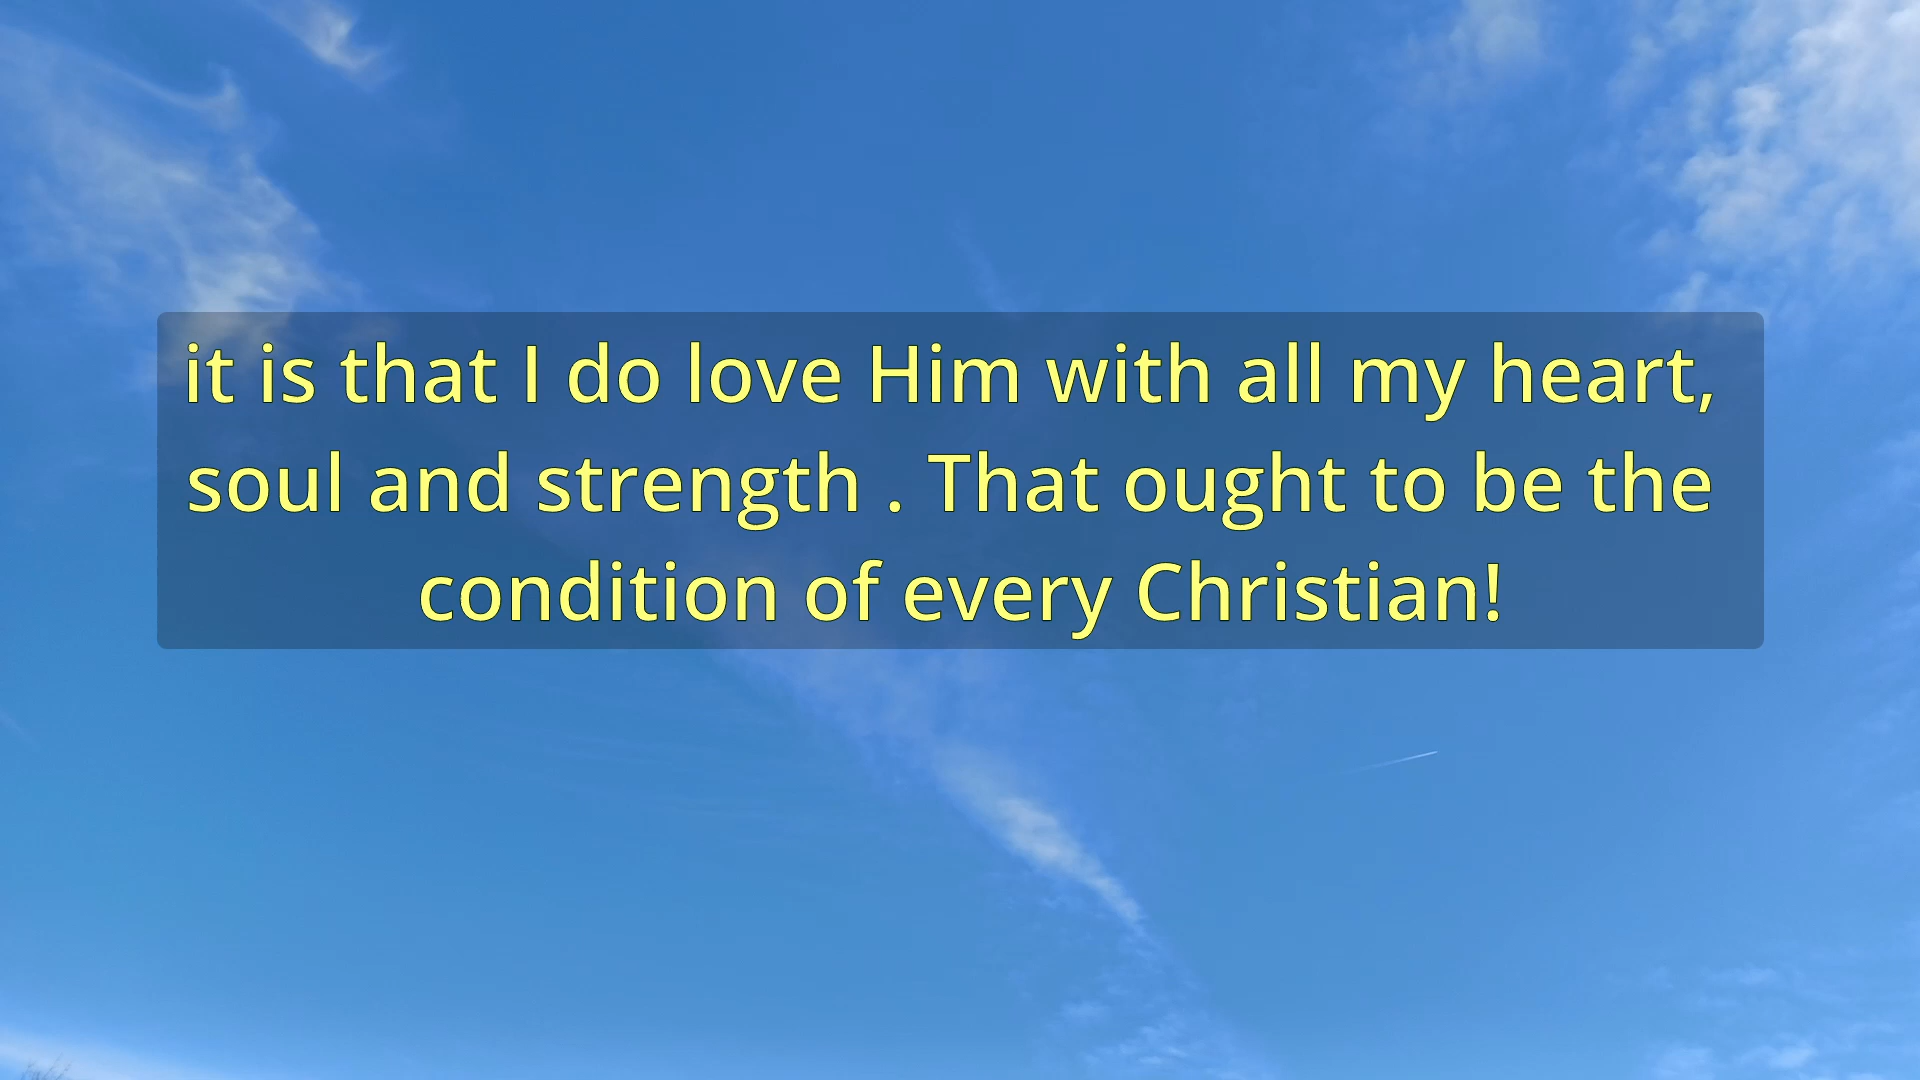 it is that I do love Him with all my heart,
soul and strength . That ought to be the
condition of every Christian!